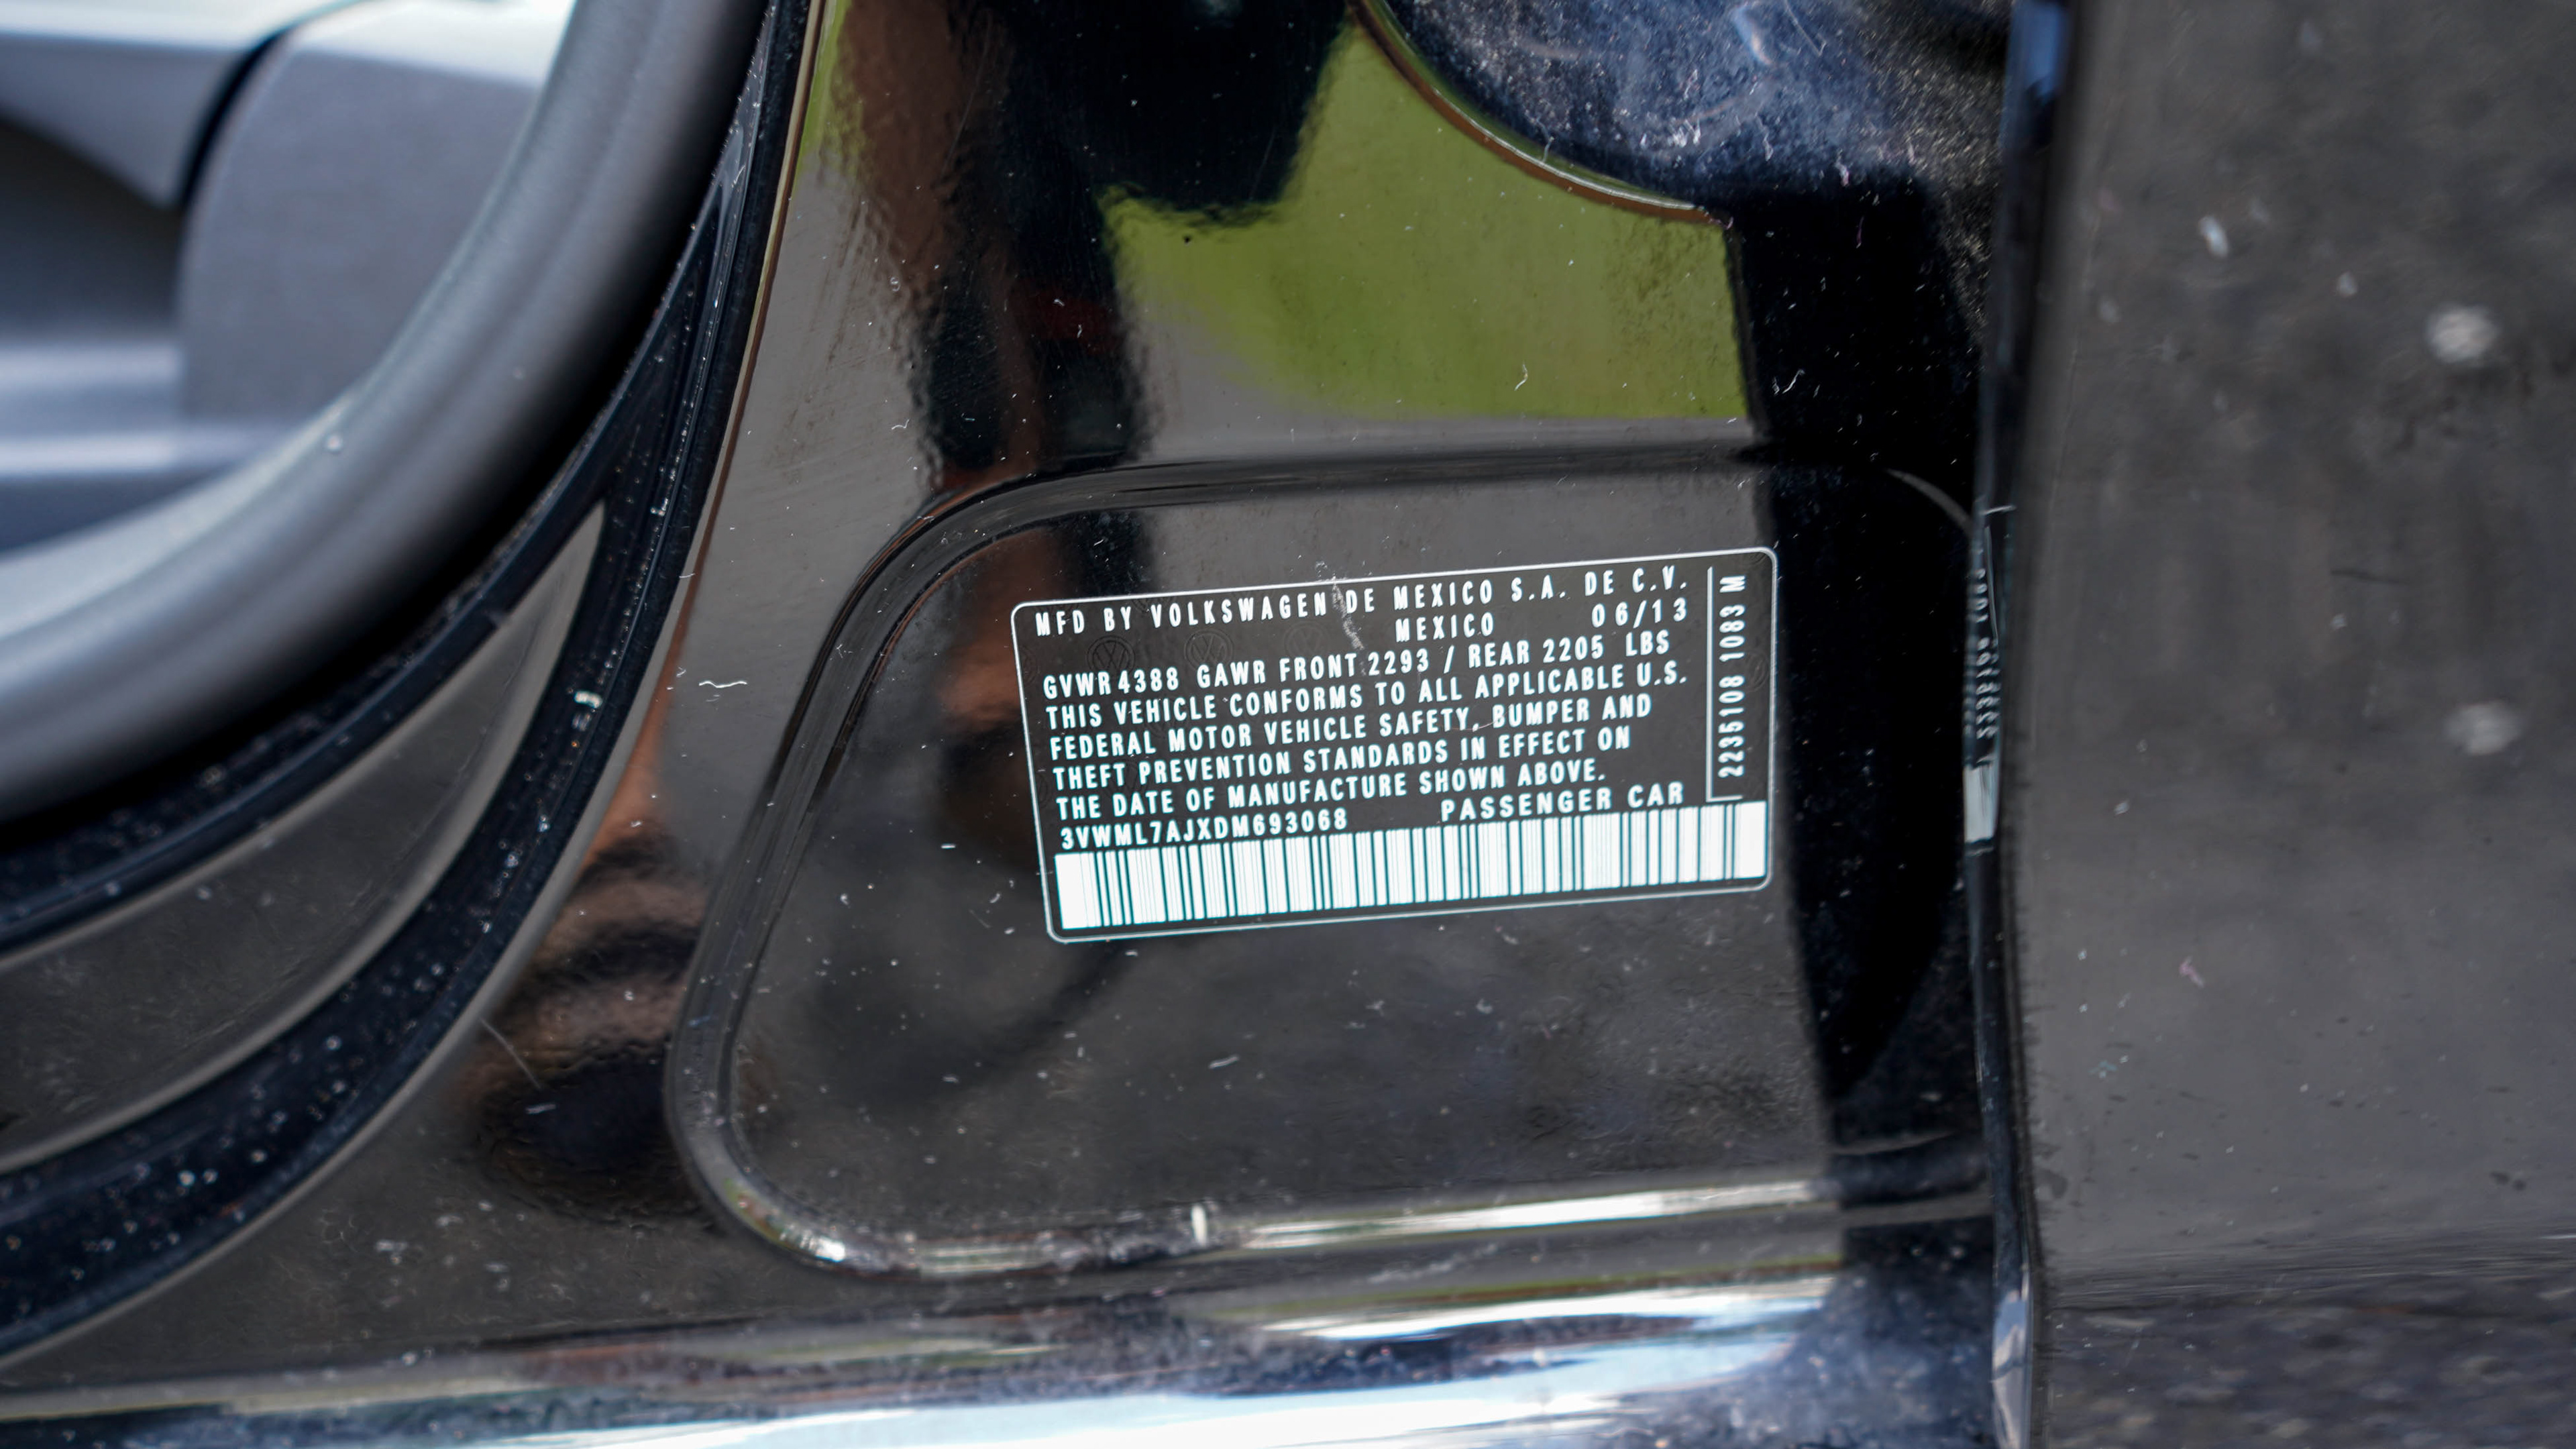 MFD BY VOLKSWAGEN DE MEXICO S.A. DE C.V.
MEXICO 06/13
GVWR 4388 GAWR FRONT 2293 / REAR 2205 LBS
THIS VEHICLE CONFORMS TO ALL APPLICABLE U.S.
FEDERAL MOTOR VEHICLE SAFETY, BUMPER AND
THEFT PREVENTION STANDARDS IN EFFECT ON
THE DATE OF MANUFACTURE SHOWN ABOVE.
3VWML7AJXDM693068 PASSENGER CAR
2235108 1083 M